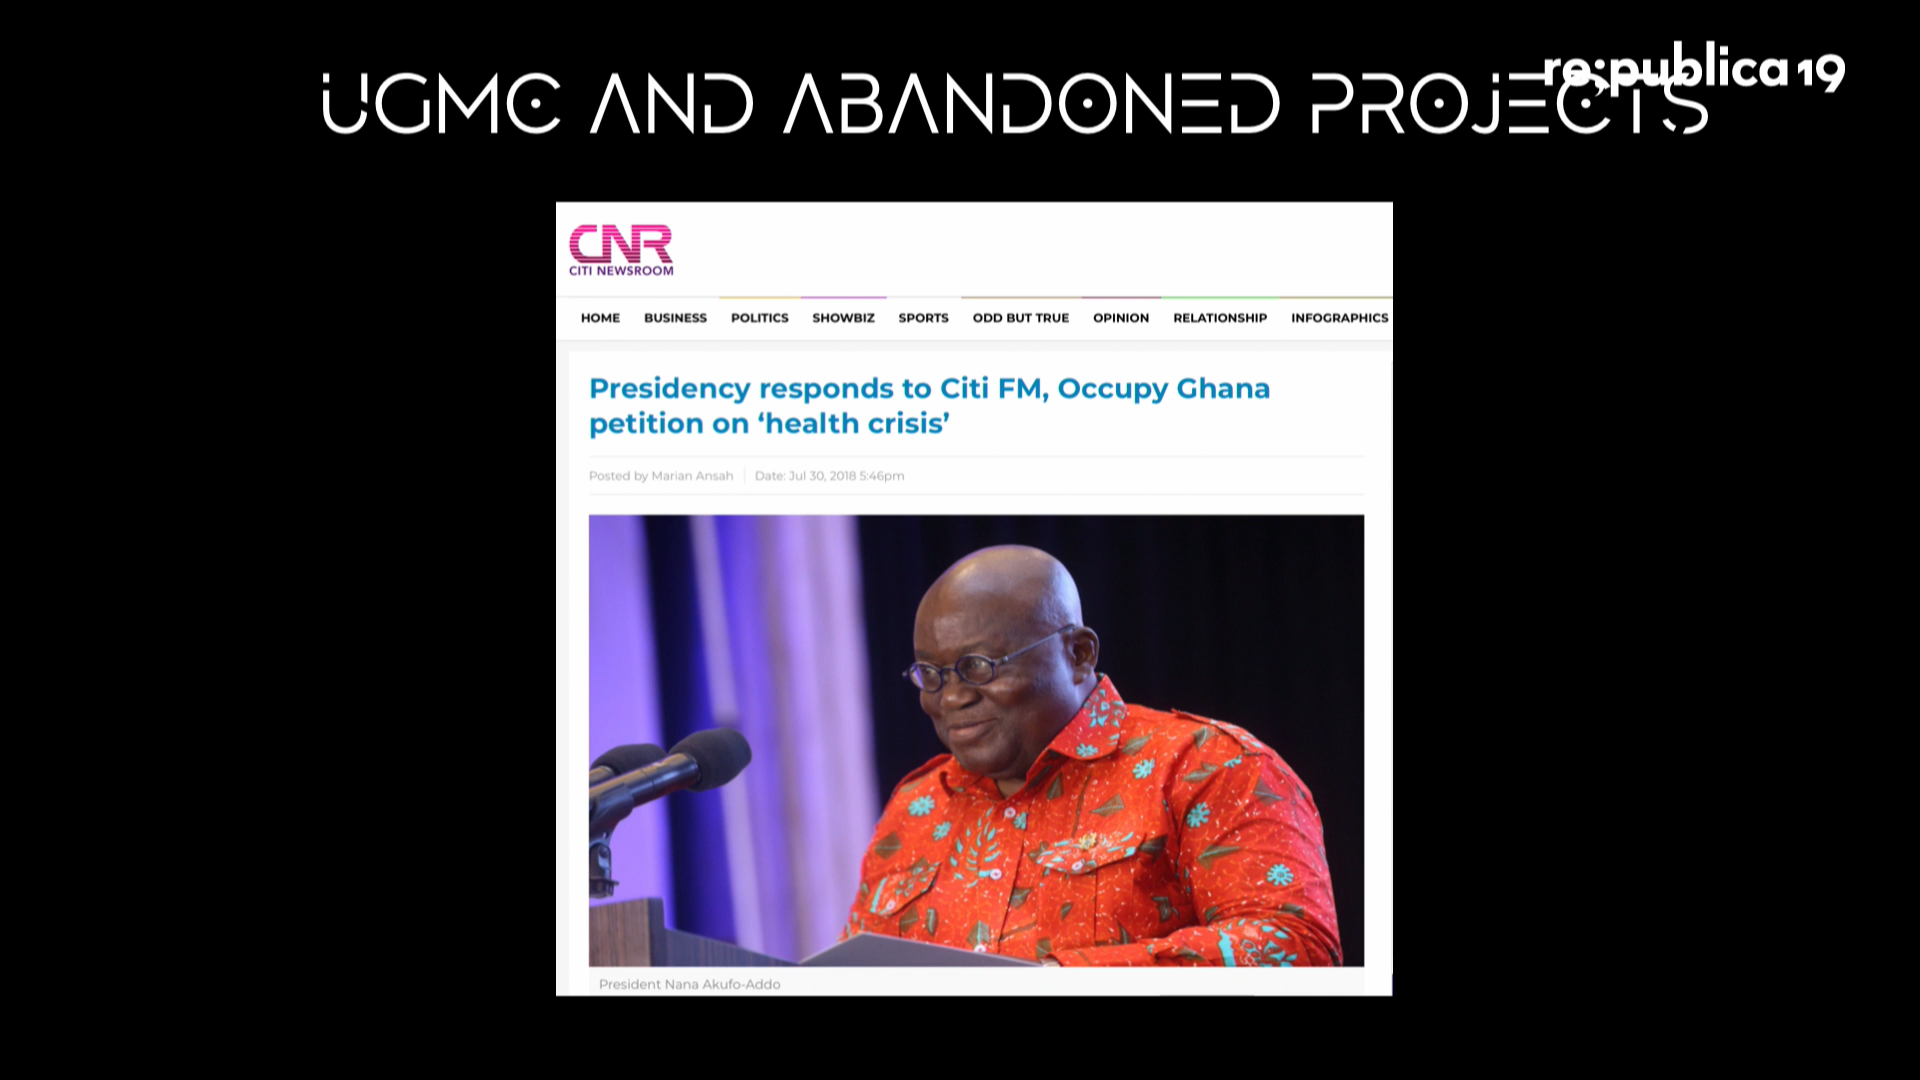 UGMC AND ABANDONED PROJECTS
re:publica 19
CNR
CITI NEWSROOM
HOME BUSINESS POLITICS SHOWBIZ SPORTS ODD BUT TRUE OPINION RELATIONSHIP INFOGRAPHICS
Presidency responds to Citi FM, Occupy Ghana
petition on ‘health crisis’
Posted by Marian Ansah Date: Jul 30, 2018 5:46pm
President Nana Akufo-Addo